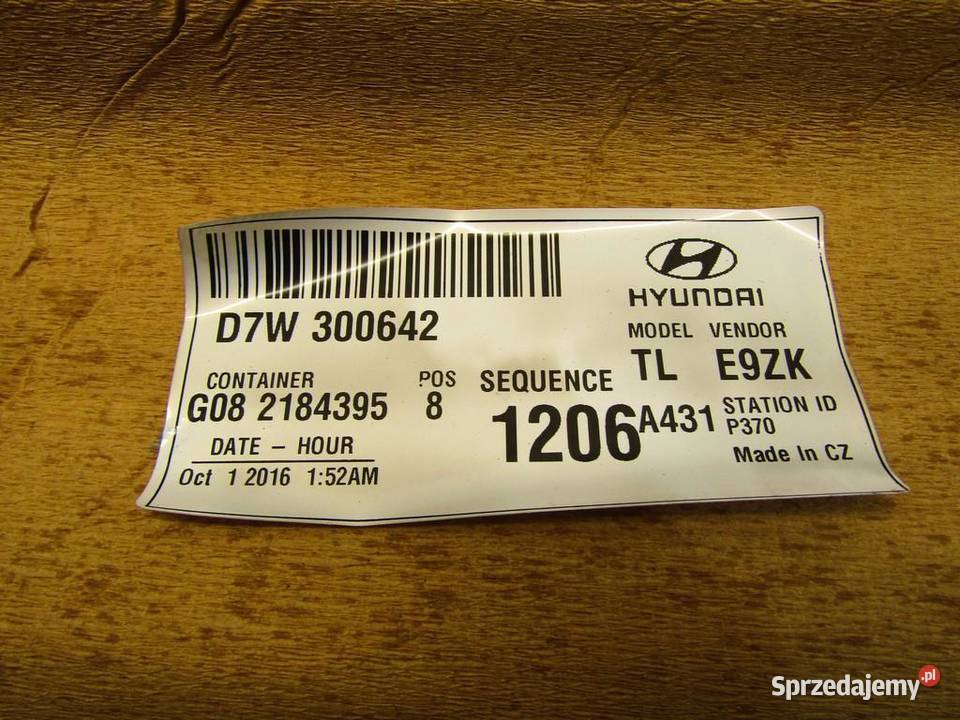 D7W 300642
HYUNDAI
MODEL VENDOR
TL E9ZK
CONTAINER POS SEQUENCE
G08 2184395 8 1206 A431
STATION ID
P370
DATE - HOUR
Made In CZ
Oct 1 2016 1:52AM
Sprzedajemy.pl